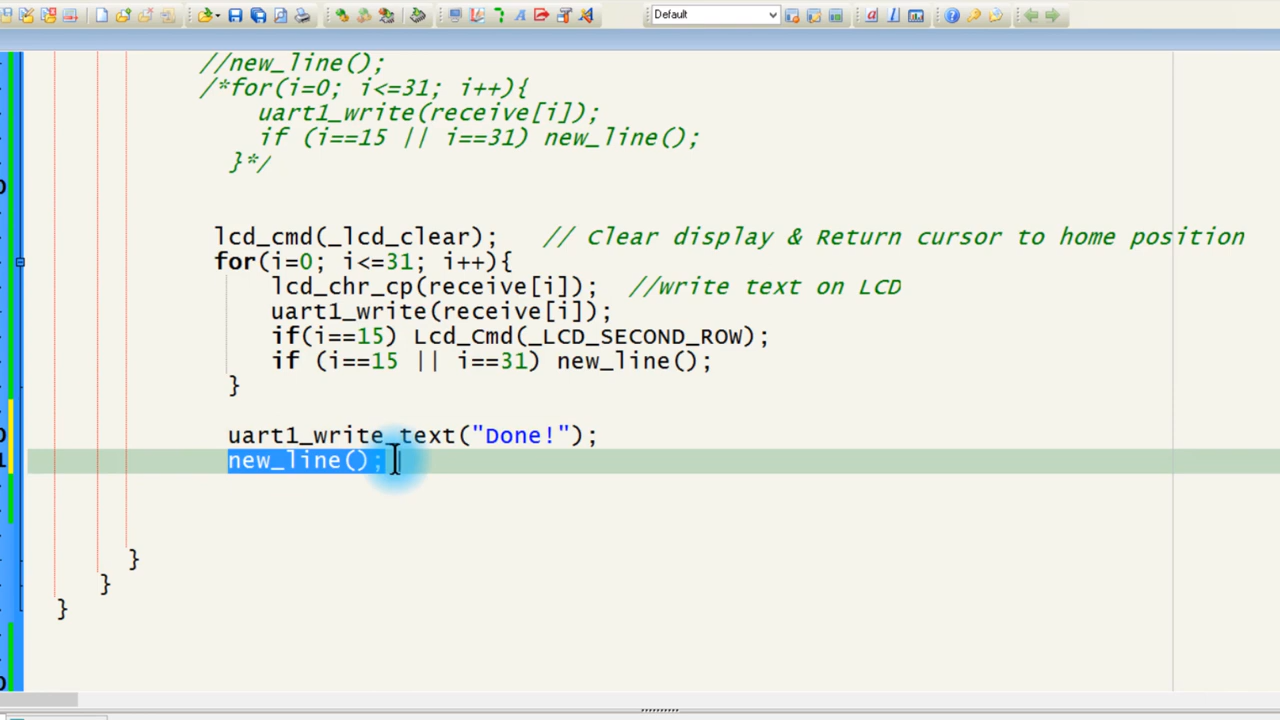 Default
//new_line();
/*for(i=0; i<=31; i++){
uart1_write(receive[i]);
if (i==15 || i==31) new_line();
}*/
lcd_cmd(_lcd_clear); // Clear display & Return cursor to home position
for(i=0; i<=31; i++){
lcd_chr_cp(receive[i]); //write text on LCD
uart1_write(receive[i]);
if(i==15) Lcd_Cmd(_LCD_SECOND_ROW);
if (i==15 || i==31) new_line();
}
uart1_write_text("Done!");
new_line();
}
}
}